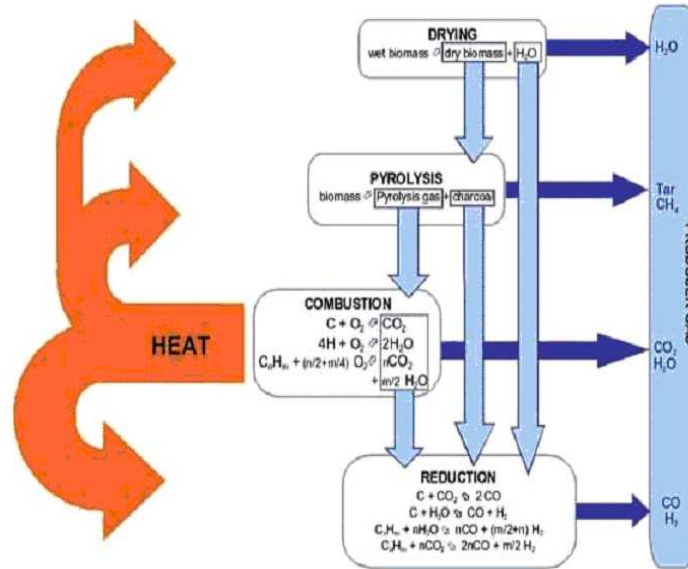 DRYING
wet biomass ⇗ dry biomass + H₂O
H₂O
PYROLYSIS
biomass ⇗ Pyrolysis gas + charcoal
Tar
CH₄
COMBUSTION
C + O₂ ⇗ CO₂
4H + O₂ ⇗ 2H₂O
CₙHₘ + (n/2+m/4) O₂ ⇗ nCO₂
+ m/2 H₂O
HEAT
CO₂
H₂O
REDUCTION
C + CO₂ ⇘ 2CO
C + H₂O ⇘ CO + H₂
CₙHₘ + nH₂O ⇘ nCO + (m/2+n) H₂
CₙHₘ + nCO₂ ⇘ 2nCO + m/2 H₂
CO
H₂